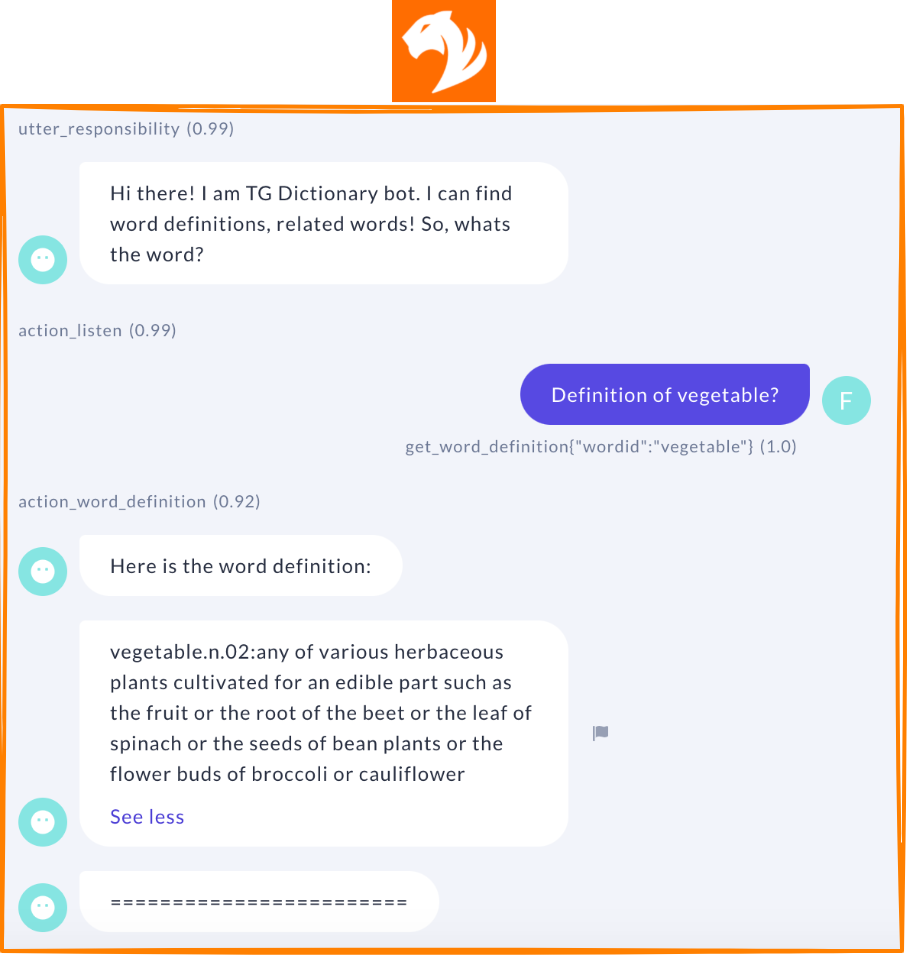 utter_responsibility (0.99)
Hi there! I am TG Dictionary bot. I can find
word definitions, related words! So, whats
the word?
action_listen (0.99)
Definition of vegetable?
F
get_word_definition{"wordid":"vegetable"} (1.0)
action_word_definition (0.92)
Here is the word definition:
vegetable.n.02:any of various herbaceous
plants cultivated for an edible part such as
the fruit or the root of the beet or the leaf of
spinach or the seeds of bean plants or the
flower buds of broccoli or cauliflower
See less
========================